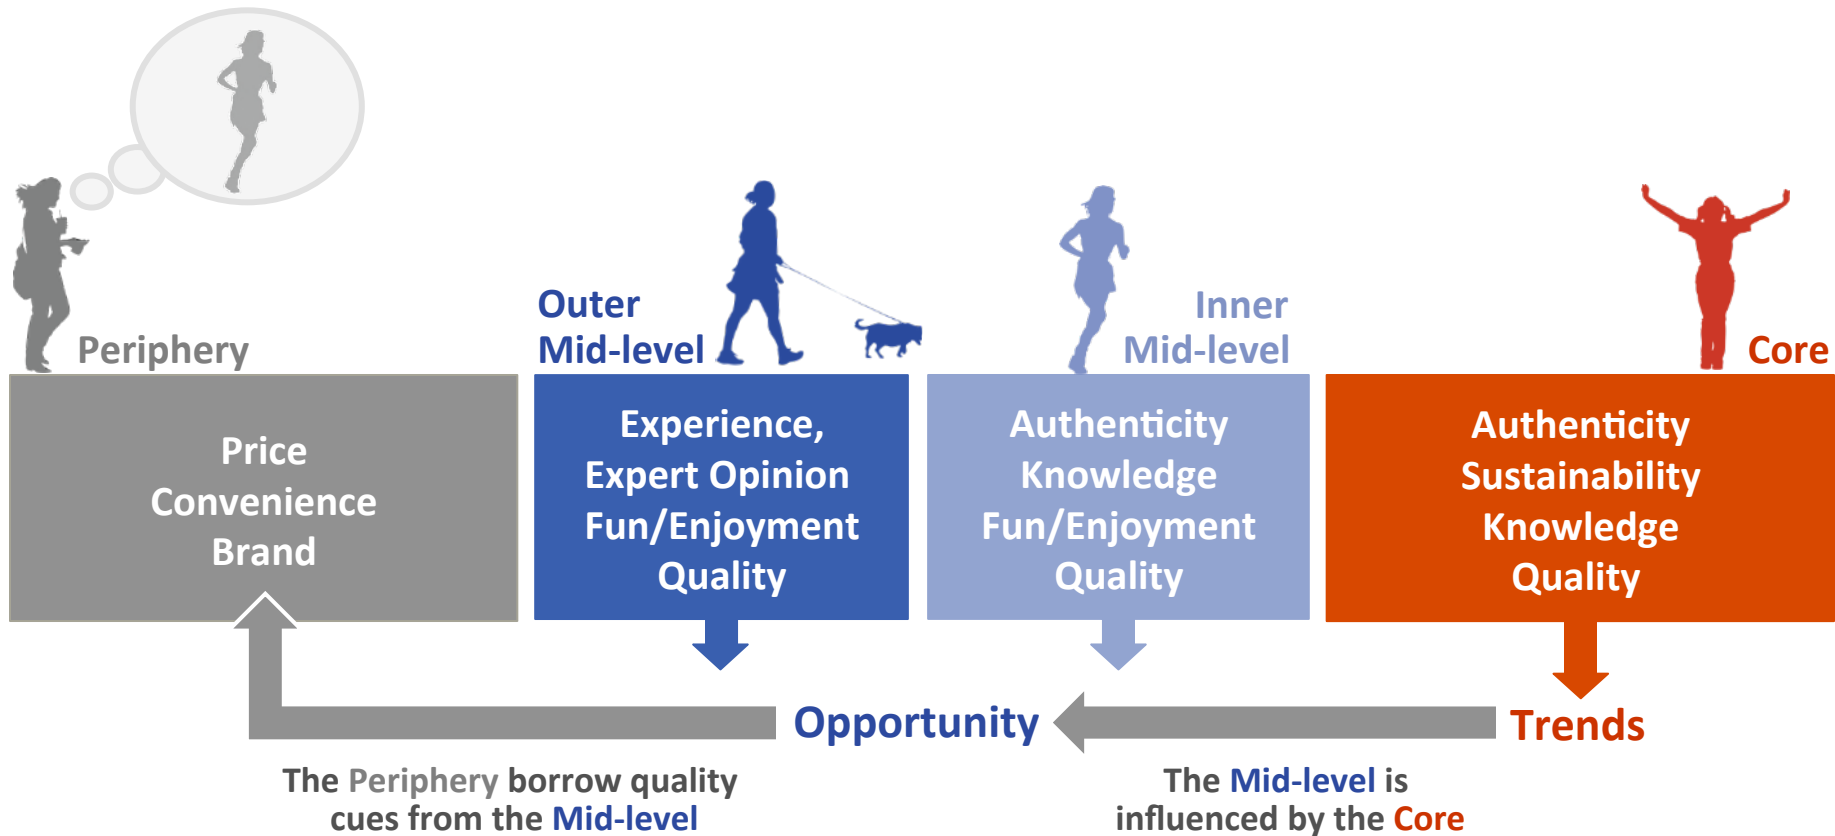 Periphery
Price
Convenience
Brand
Outer
Mid-level
Experience,
Expert Opinion
Fun/Enjoyment
Quality
Inner
Mid-level
Authenticity
Knowledge
Fun/Enjoyment
Quality
Core
Authenticity
Sustainability
Knowledge
Quality
Opportunity
Trends
The Periphery borrow quality
cues from the Mid-level
The Mid-level is
influenced by the Core